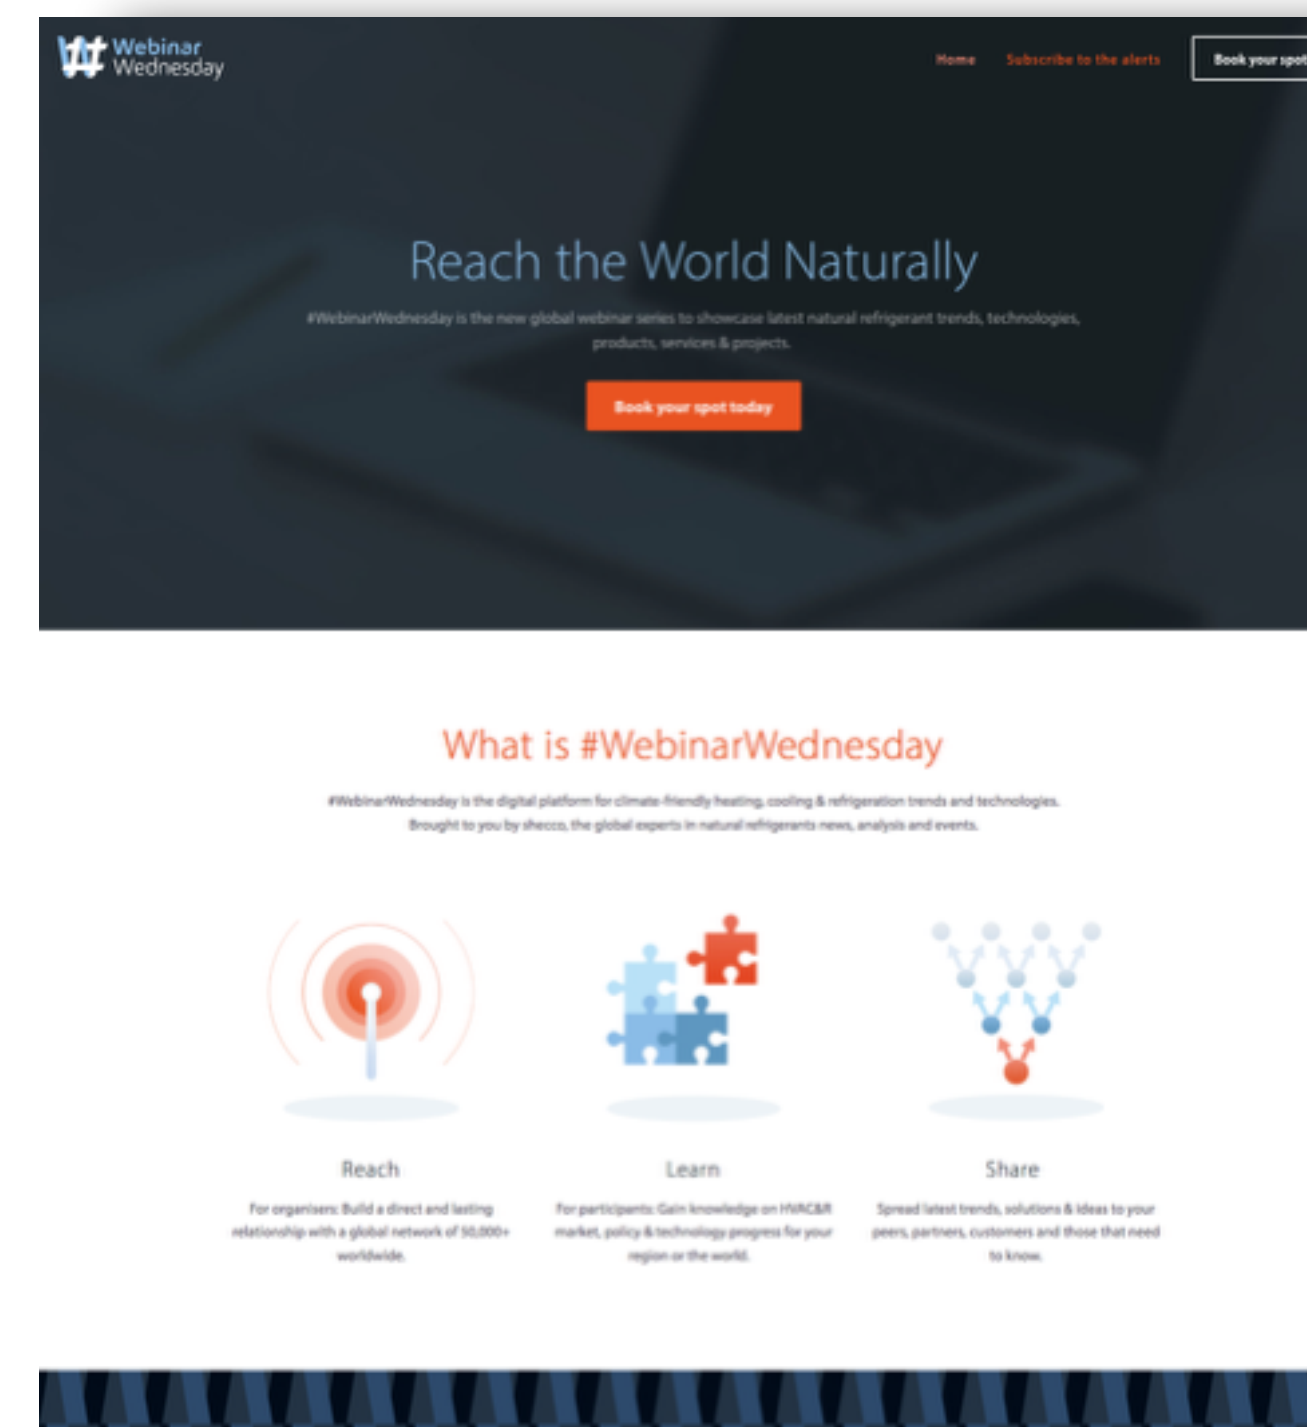 Webinar
Wednesday
Home
Subscribe to the alerts
Book your spot
Reach the World Naturally
#WebinarWednesday is the new global webinar series to showcase latest natural refrigerant trends, technologies,
products, services & projects.
Book your spot today
What is #WebinarWednesday
#WebinarWednesday is the digital platform for climate-friendly heating, cooling & refrigeration trends and technologies.
Brought to you by shecco, the global experts in natural refrigerants news, analysis and events.
Reach
For organisers: Build a direct and lasting
relationship with a global network of 50,000+
worldwide.
Learn
For participants: Gain knowledge on HVAC&R
market, policy & technology progress for your
region or the world.
Share
Spread latest trends, solutions & ideas to your
peers, partners, customers and those that need
to know.